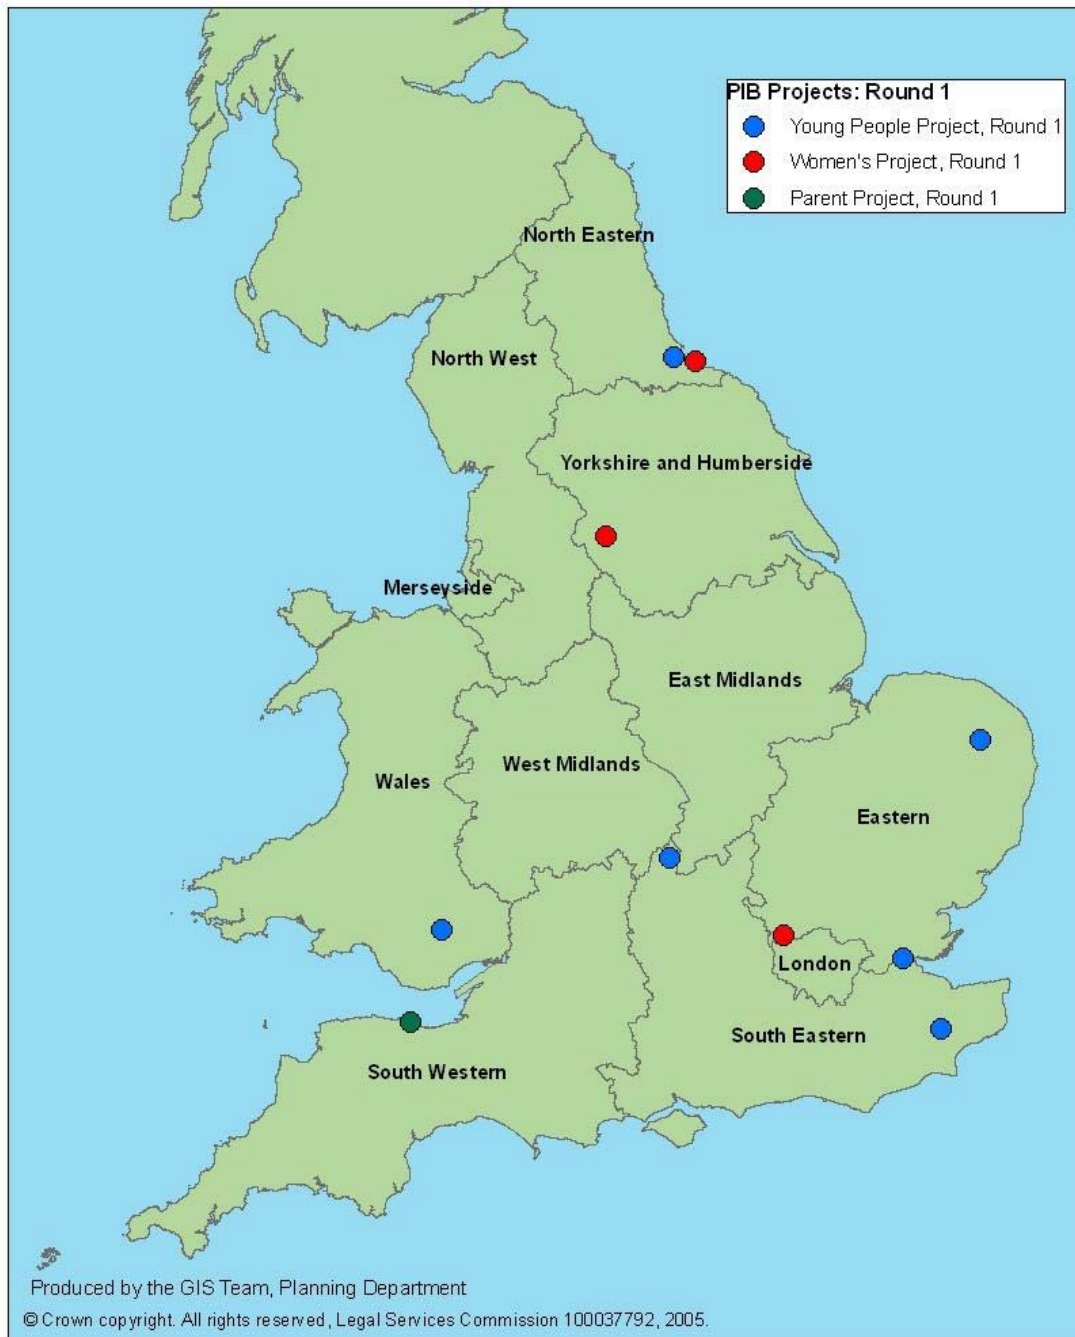 PIB Projects: Round 1
Young People Project, Round 1
Women's Project, Round 1
Parent Project, Round 1
North Eastern
North West
Yorkshire and Humberside
Merseyside
East Midlands
West Midlands
Wales
Eastern
London
South Eastern
South Western
Produced by the GIS Team, Planning Department
© Crown copyright. All rights reserved, Legal Services Commission 100037792, 2005.